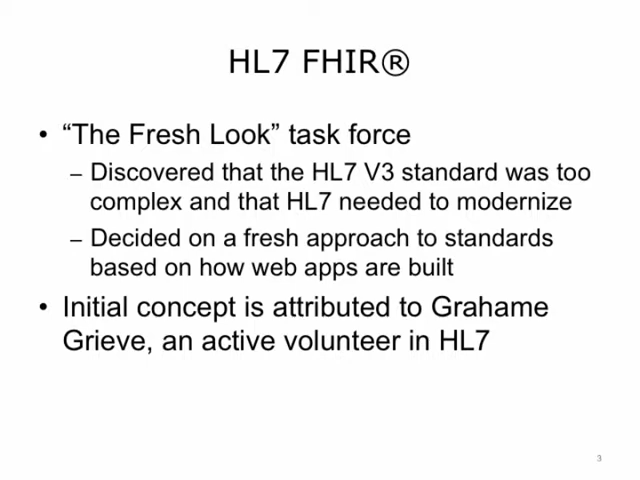 HL7 FHIR®
• “The Fresh Look” task force
– Discovered that the HL7 V3 standard was too
complex and that HL7 needed to modernize
– Decided on a fresh approach to standards
based on how web apps are built
• Initial concept is attributed to Grahame
Grieve, an active volunteer in HL7
3